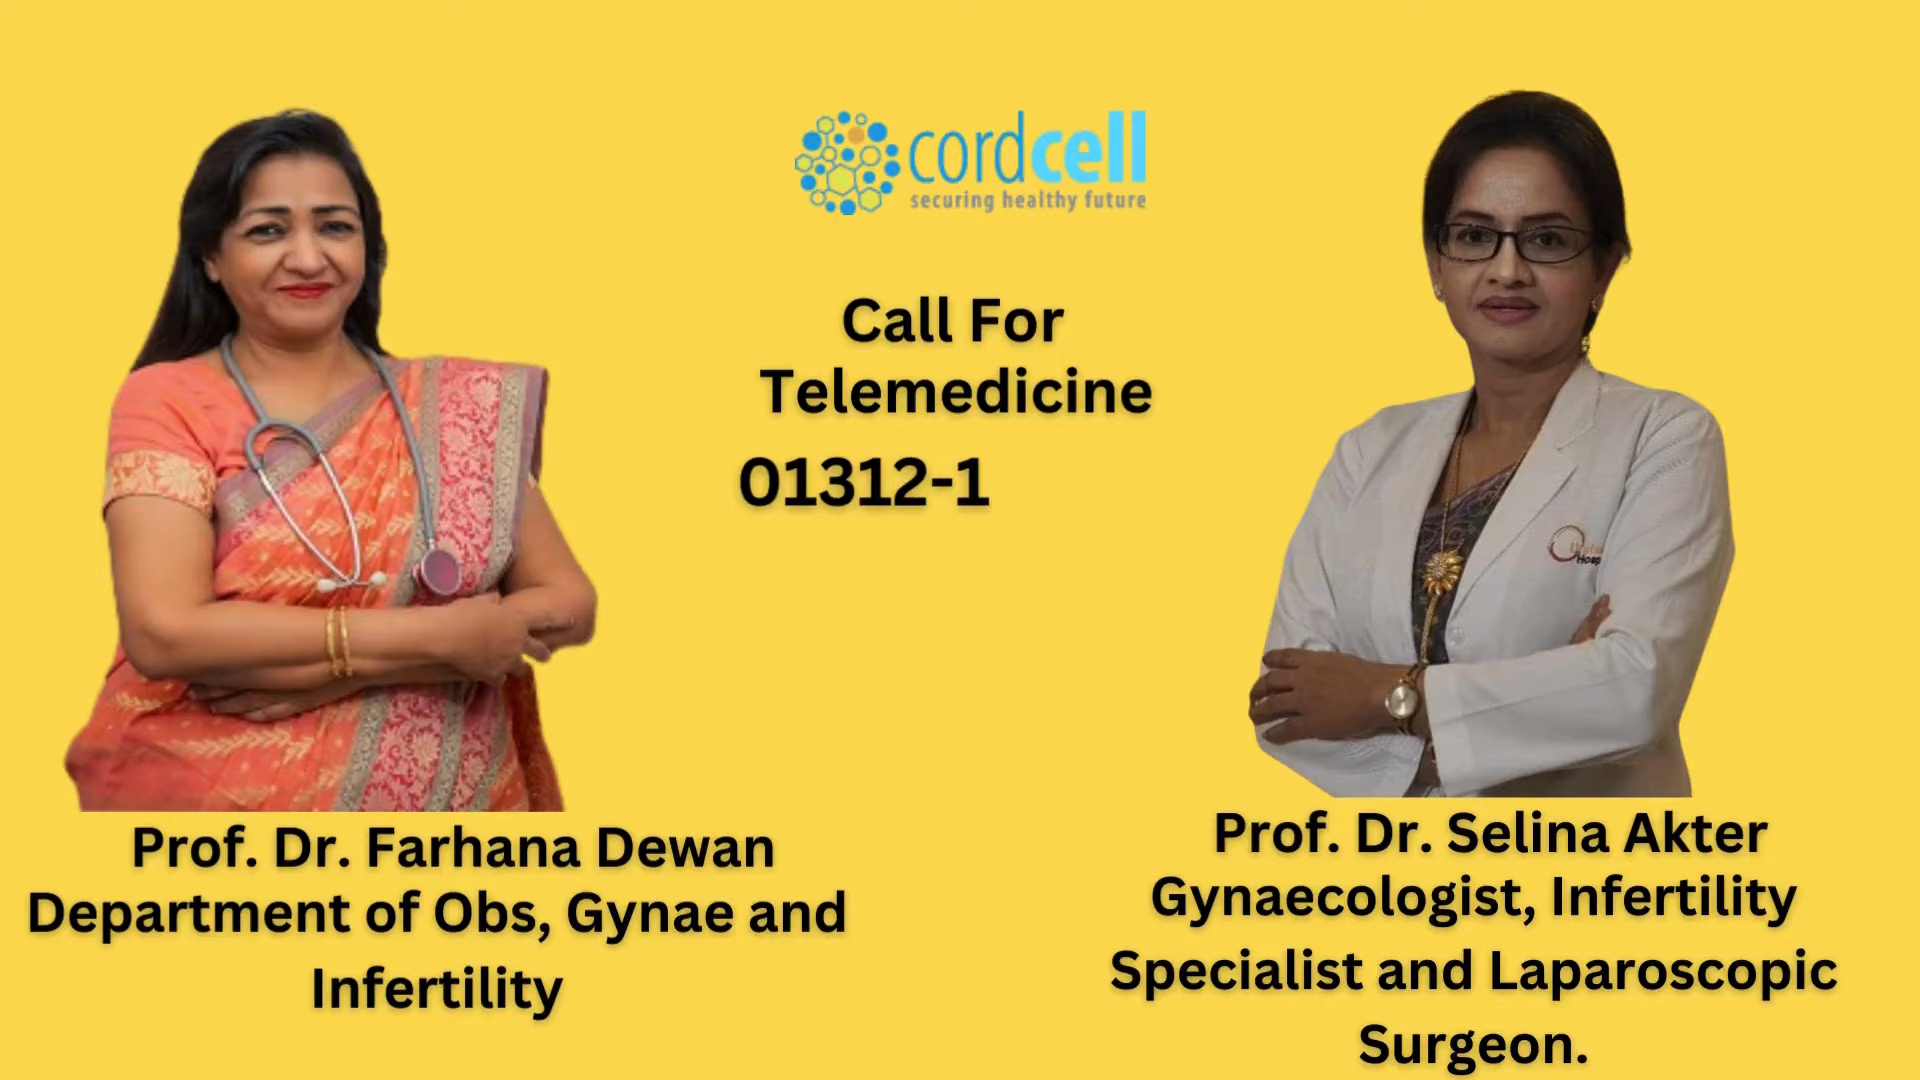 cordcell
securing healthy future
Call For
Telemedicine
01312-1
Prof. Dr. Farhana Dewan
Department of Obs, Gynae and
Infertility
Prof. Dr. Selina Akter
Gynaecologist, Infertility
Specialist and Laparoscopic
Surgeon.